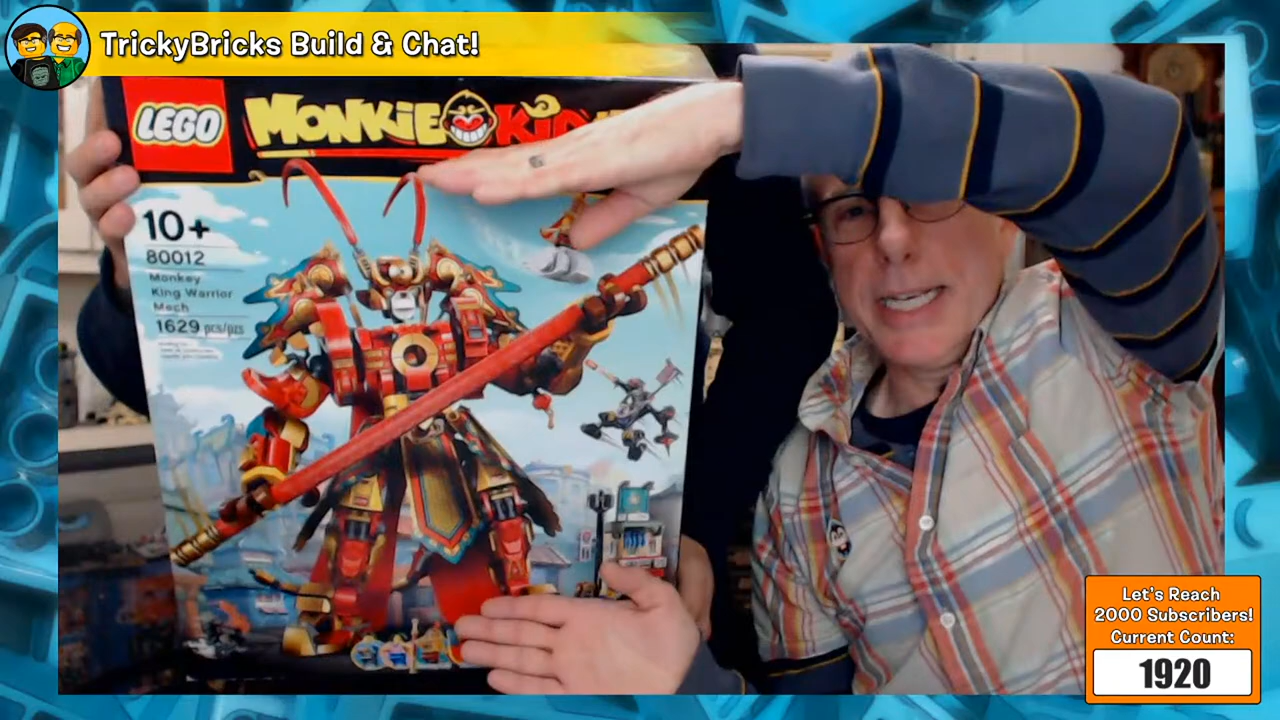 TrickyBricks Build & Chat!
LEGO
MONKIE
10+
80012
Monkey
King Warrior
Mech
1629 pcs/pzs
Let's Reach
2000 Subscribers!
Current Count:
1920